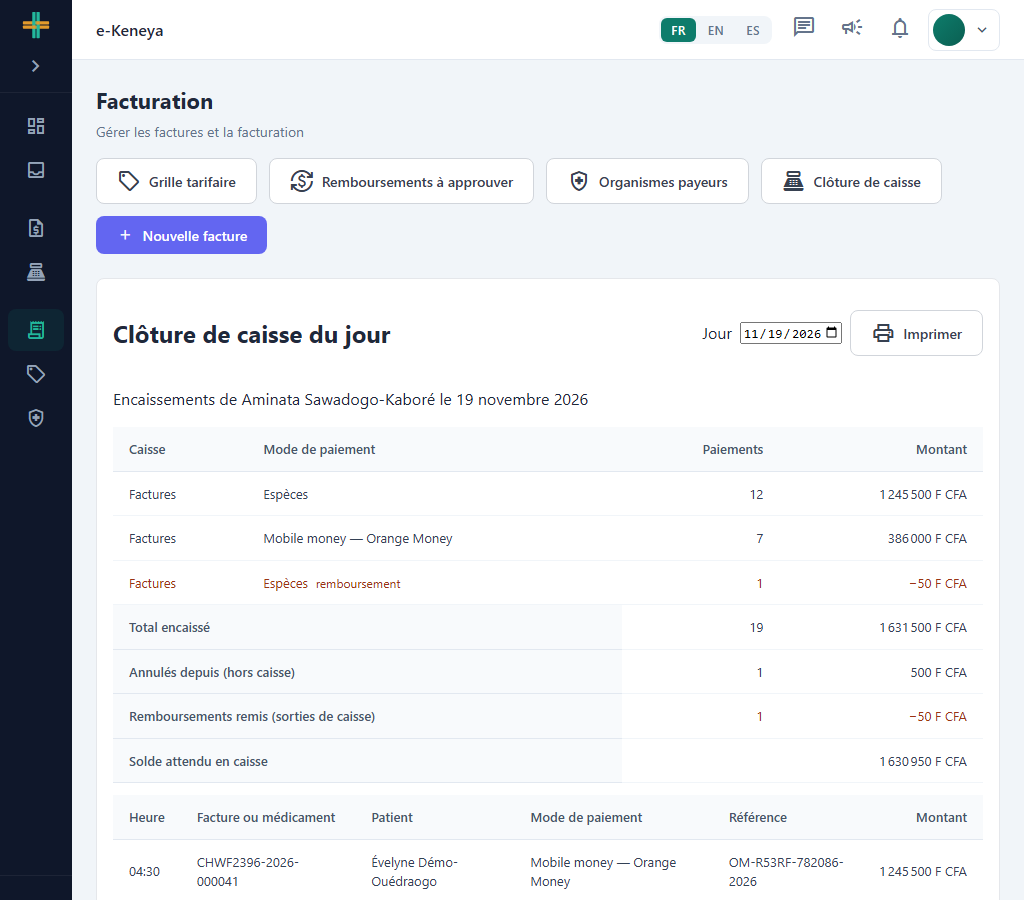 e-Keneya
FR EN ES
Facturation
Gérer les factures et la facturation
Grille tarifaire
Remboursements à approuver
Organismes payeurs
Clôture de caisse
+ Nouvelle facture
Clôture de caisse du jour
Jour 11/19/2026
Imprimer
Encaissements de Aminata Sawadogo-Kaboré le 19 novembre 2026
Caisse Mode de paiement Paiements Montant
Factures Espèces 12 1 245 500 F CFA
Factures Mobile money — Orange Money 7 386 000 F CFA
Factures Espèces remboursement 1 −50 F CFA
Total encaissé 19 1 631 500 F CFA
Annulés depuis (hors caisse) 1 500 F CFA
Remboursements remis (sorties de caisse) 1 −50 F CFA
Solde attendu en caisse 1 630 950 F CFA
Heure Facture ou médicament Patient Mode de paiement Référence Montant
04:30 CHWF2396-2026-000041 Évelyne Démo-Ouédraogo Mobile money — Orange Money OM-R53RF-782086-2026 1 245 500 F CFA